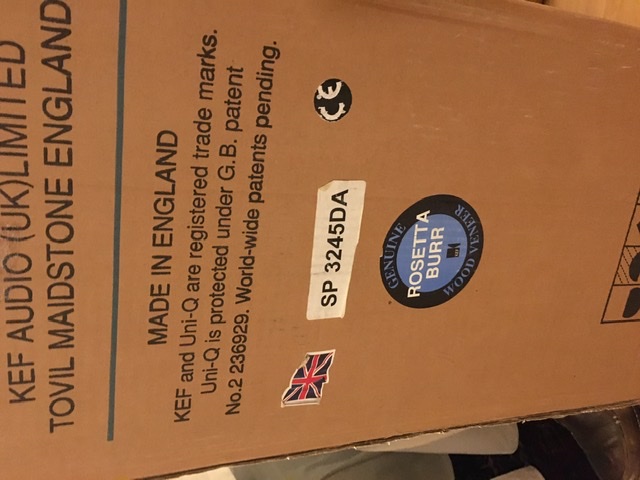 KEF AUDIO (UK)LIMITED
TOVIL MAIDSTONE ENGLAND
MADE IN ENGLAND
KEF and Uni-Q are registered trade marks.
Uni-Q is protected under G.B. patent
No.2 236929. World-wide patents pending.
CE
SP 3245DA
GENUINE
ROSETTA
BURR
KEF
WOOD VENEER